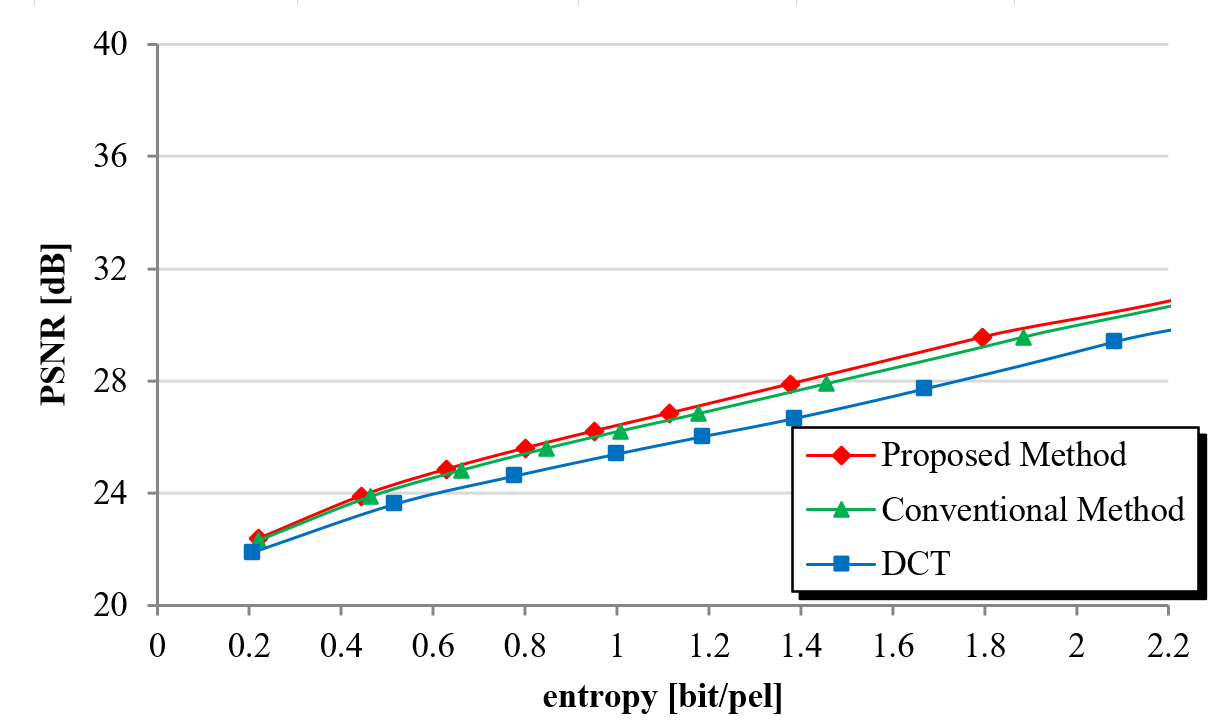 40
36
32
28
24
20
PSNR [dB]
0 0.2 0.4 0.6 0.8 1 1.2 1.4 1.6 1.8 2 2.2
entropy [bit/pel]
Proposed Method
Conventional Method
DCT